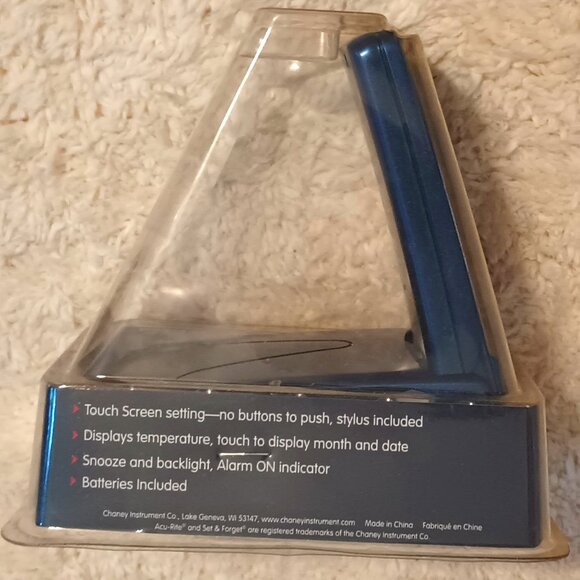 Touch Screen setting—no buttons to push, stylus included
Displays temperature, touch to display month and date
Snooze and backlight, Alarm ON indicator
Batteries Included
Chaney Instrument Co., Lake Geneva, WI 53147, www.chaneyinstrument.com Made in China Fabriqué en Chine
Acu-Rite® and Set & Forget® are registered trademarks of the Chaney Instrument Co.